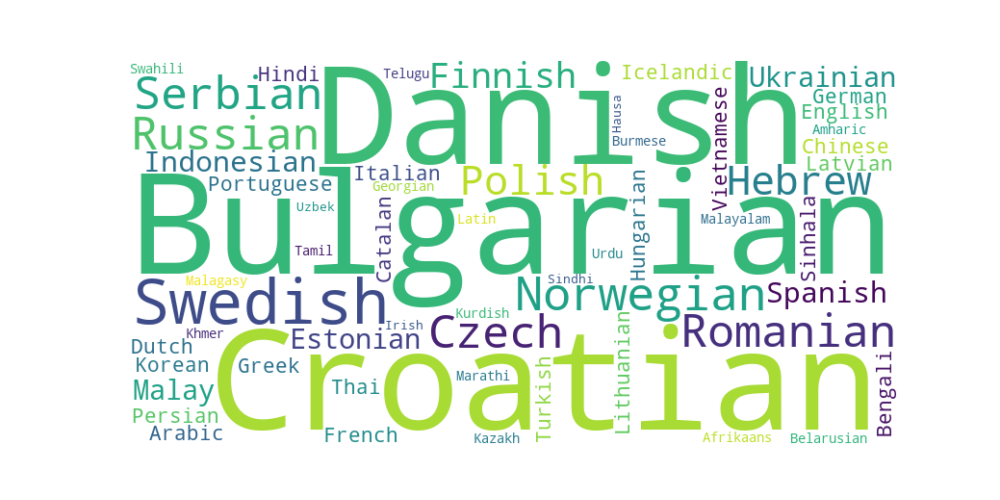 Swahili
Hindi
Telugu
Finnish
Icelandic
Ukrainian
Serbian
Danish
German
English
Hausa
Burmese
Vietnamese
Amharic
Russian
Chinese
Indonesian
Italian
Latvian
Portuguese
Georgian
Polish
Hebrew
Bulgarian
Uzbek
Catalan
Latin
Hungarian
Malayalam
Sinhala
Tamil
Urdu
Malagasy
Sindhi
Swedish
Norwegian
Spanish
Kurdish
Khmer
Irish
Estonian
Czech
Lithuanian
Romanian
Dutch
Korean
Greek
Croatian
Malay
Thai
Marathi
Turkish
Bengali
Persian
Arabic
French
Kazakh
Afrikaans
Belarusian